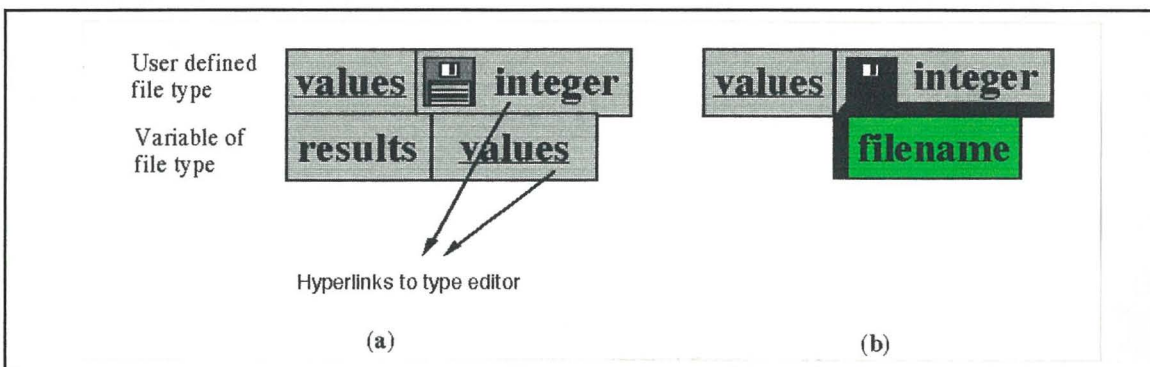 User defined
file type
values integer
Variable of
file type
results values
Hyperlinks to type editor
(a)
values integer
filename
(b)